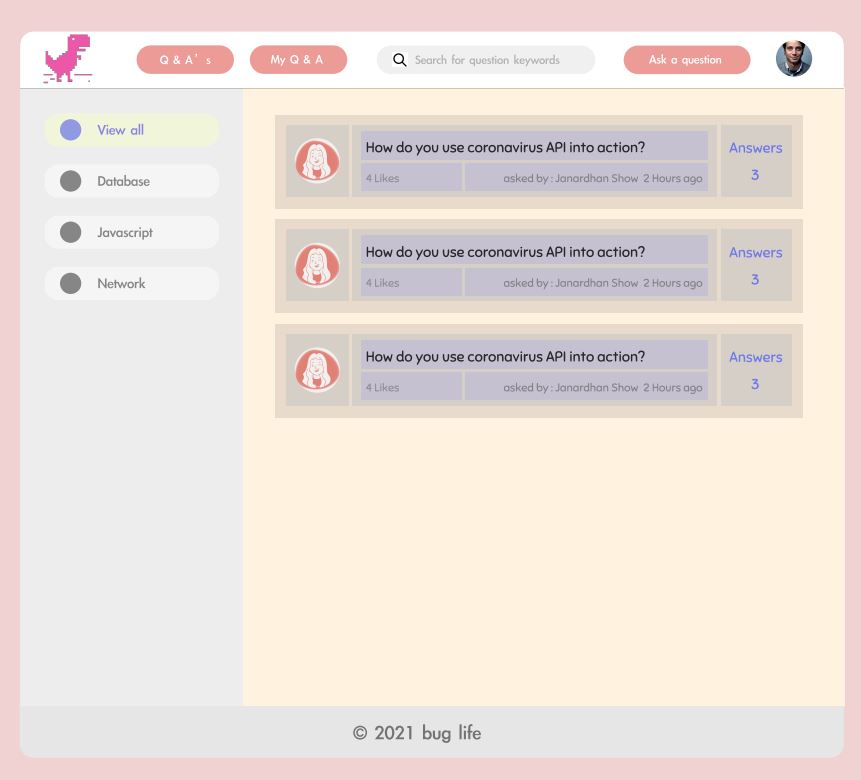 Q & A's
My Q & A
Search for question keywords
Ask a question
View all
Database
Javascript
Network
How do you use coronavirus API into action?
4 Likes
asked by : Janardhan Show 2 Hours ago
Answers
3
How do you use coronavirus API into action?
4 Likes
asked by : Janardhan Show 2 Hours ago
Answers
3
How do you use coronavirus API into action?
4 Likes
asked by : Janardhan Show 2 Hours ago
Answers
3
© 2021 bug life